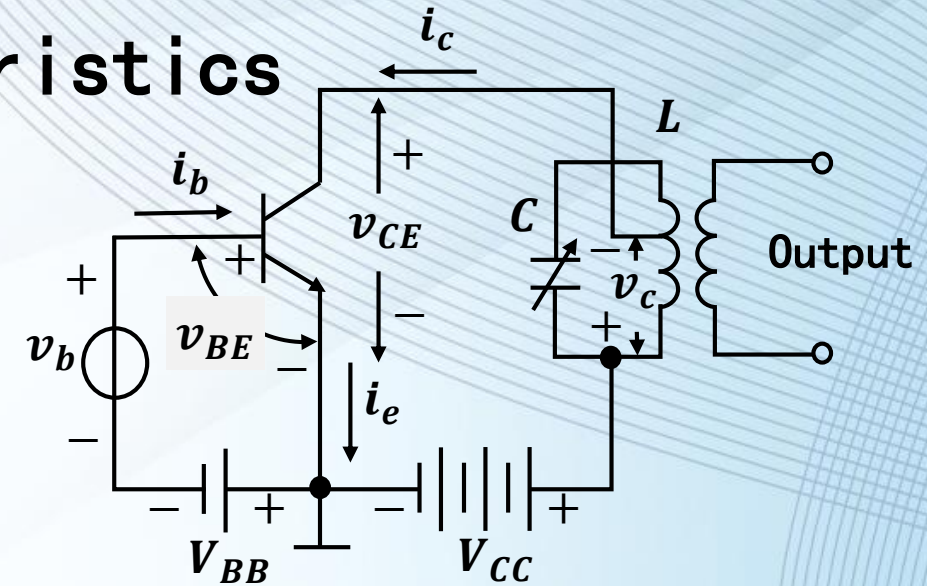 ristics
i_c
L
i_b
+
C
v_CE
Output
+
+
−
v_c
v_b
v_BE
−
+
−
−
i_e
− + − +
V_BB V_CC